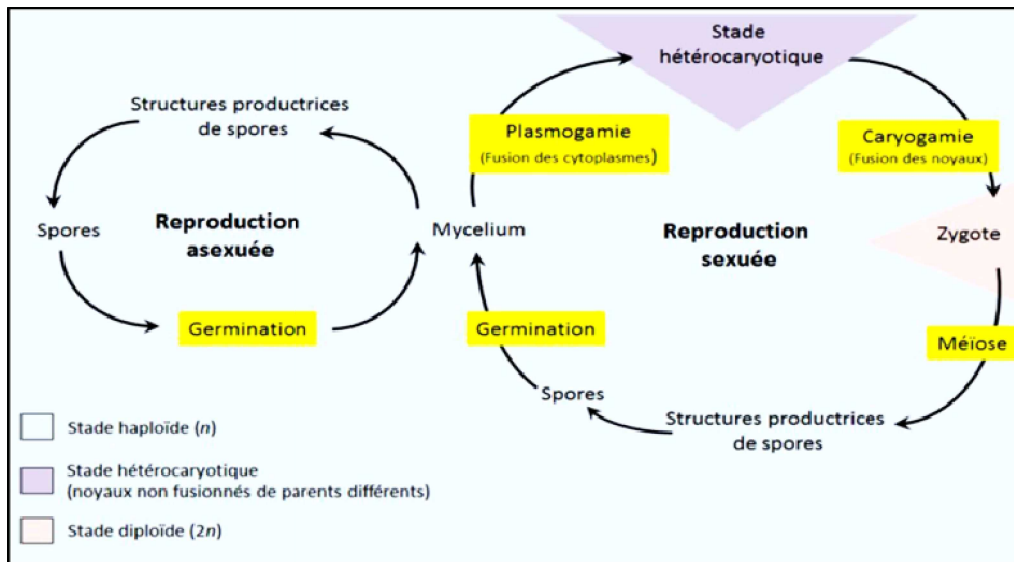 Stade
hétérocaryotique
Structures productrices
de spores
Plasmogamie
(Fusion des cytoplasmes)
Caryogamie
(Fusion des noyaux)
Spores
Reproduction
asexuée
Mycelium
Reproduction
sexuée
Zygote
Germination
Germination
Méïose
Spores
Structures productrices
de spores
Stade haploïde (n)
Stade hétérocaryotique
(noyaux non fusionnés de parents différents)
Stade diploïde (2n)